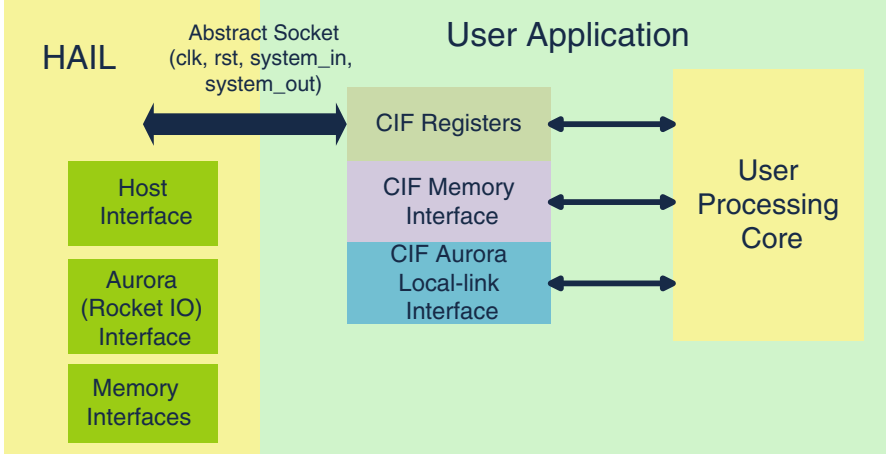 HAIL
Abstract Socket
(clk, rst, system_in,
system_out)
User Application
CIF Registers
CIF Memory
Interface
CIF Aurora
Local-link
Interface
User
Processing
Core
Host
Interface
Aurora
(Rocket IO)
Interface
Memory
Interfaces